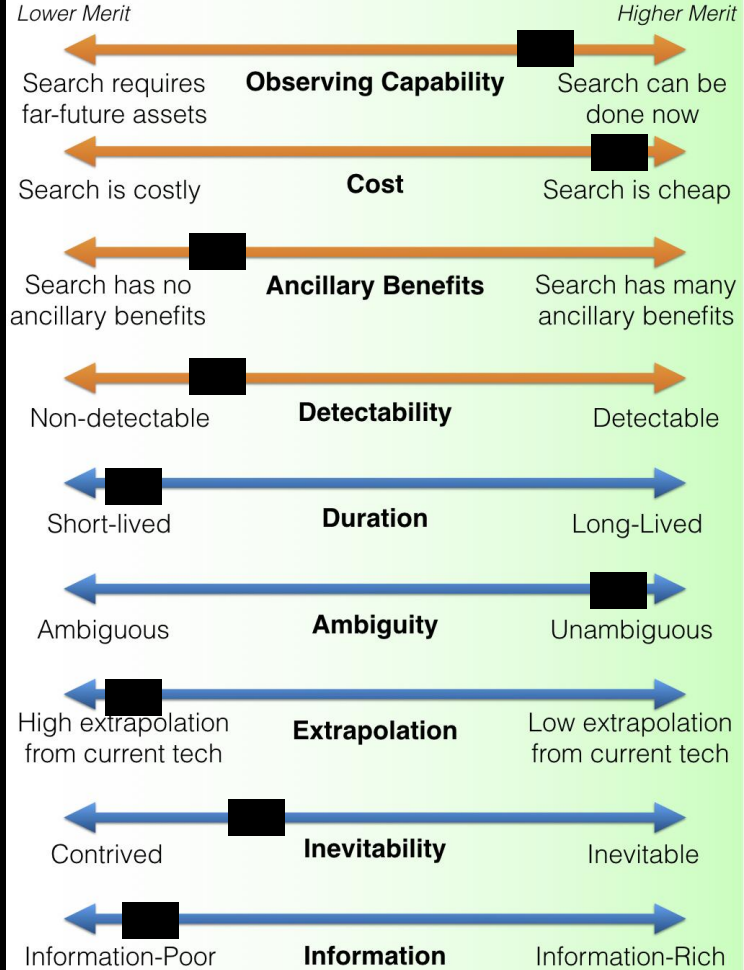 Lower Merit
Higher Merit
Observing Capability
Search requires
far-future assets
Search can be
done now
Cost
Search is costly
Search is cheap
Ancillary Benefits
Search has no
ancillary benefits
Search has many
ancillary benefits
Detectability
Non-detectable
Detectable
Duration
Short-lived
Long-Lived
Ambiguity
Ambiguous
Unambiguous
High extrapolation
from current tech
Extrapolation
Low extrapolation
from current tech
Inevitability
Contrived
Inevitable
Information-Poor
Information
Information-Rich